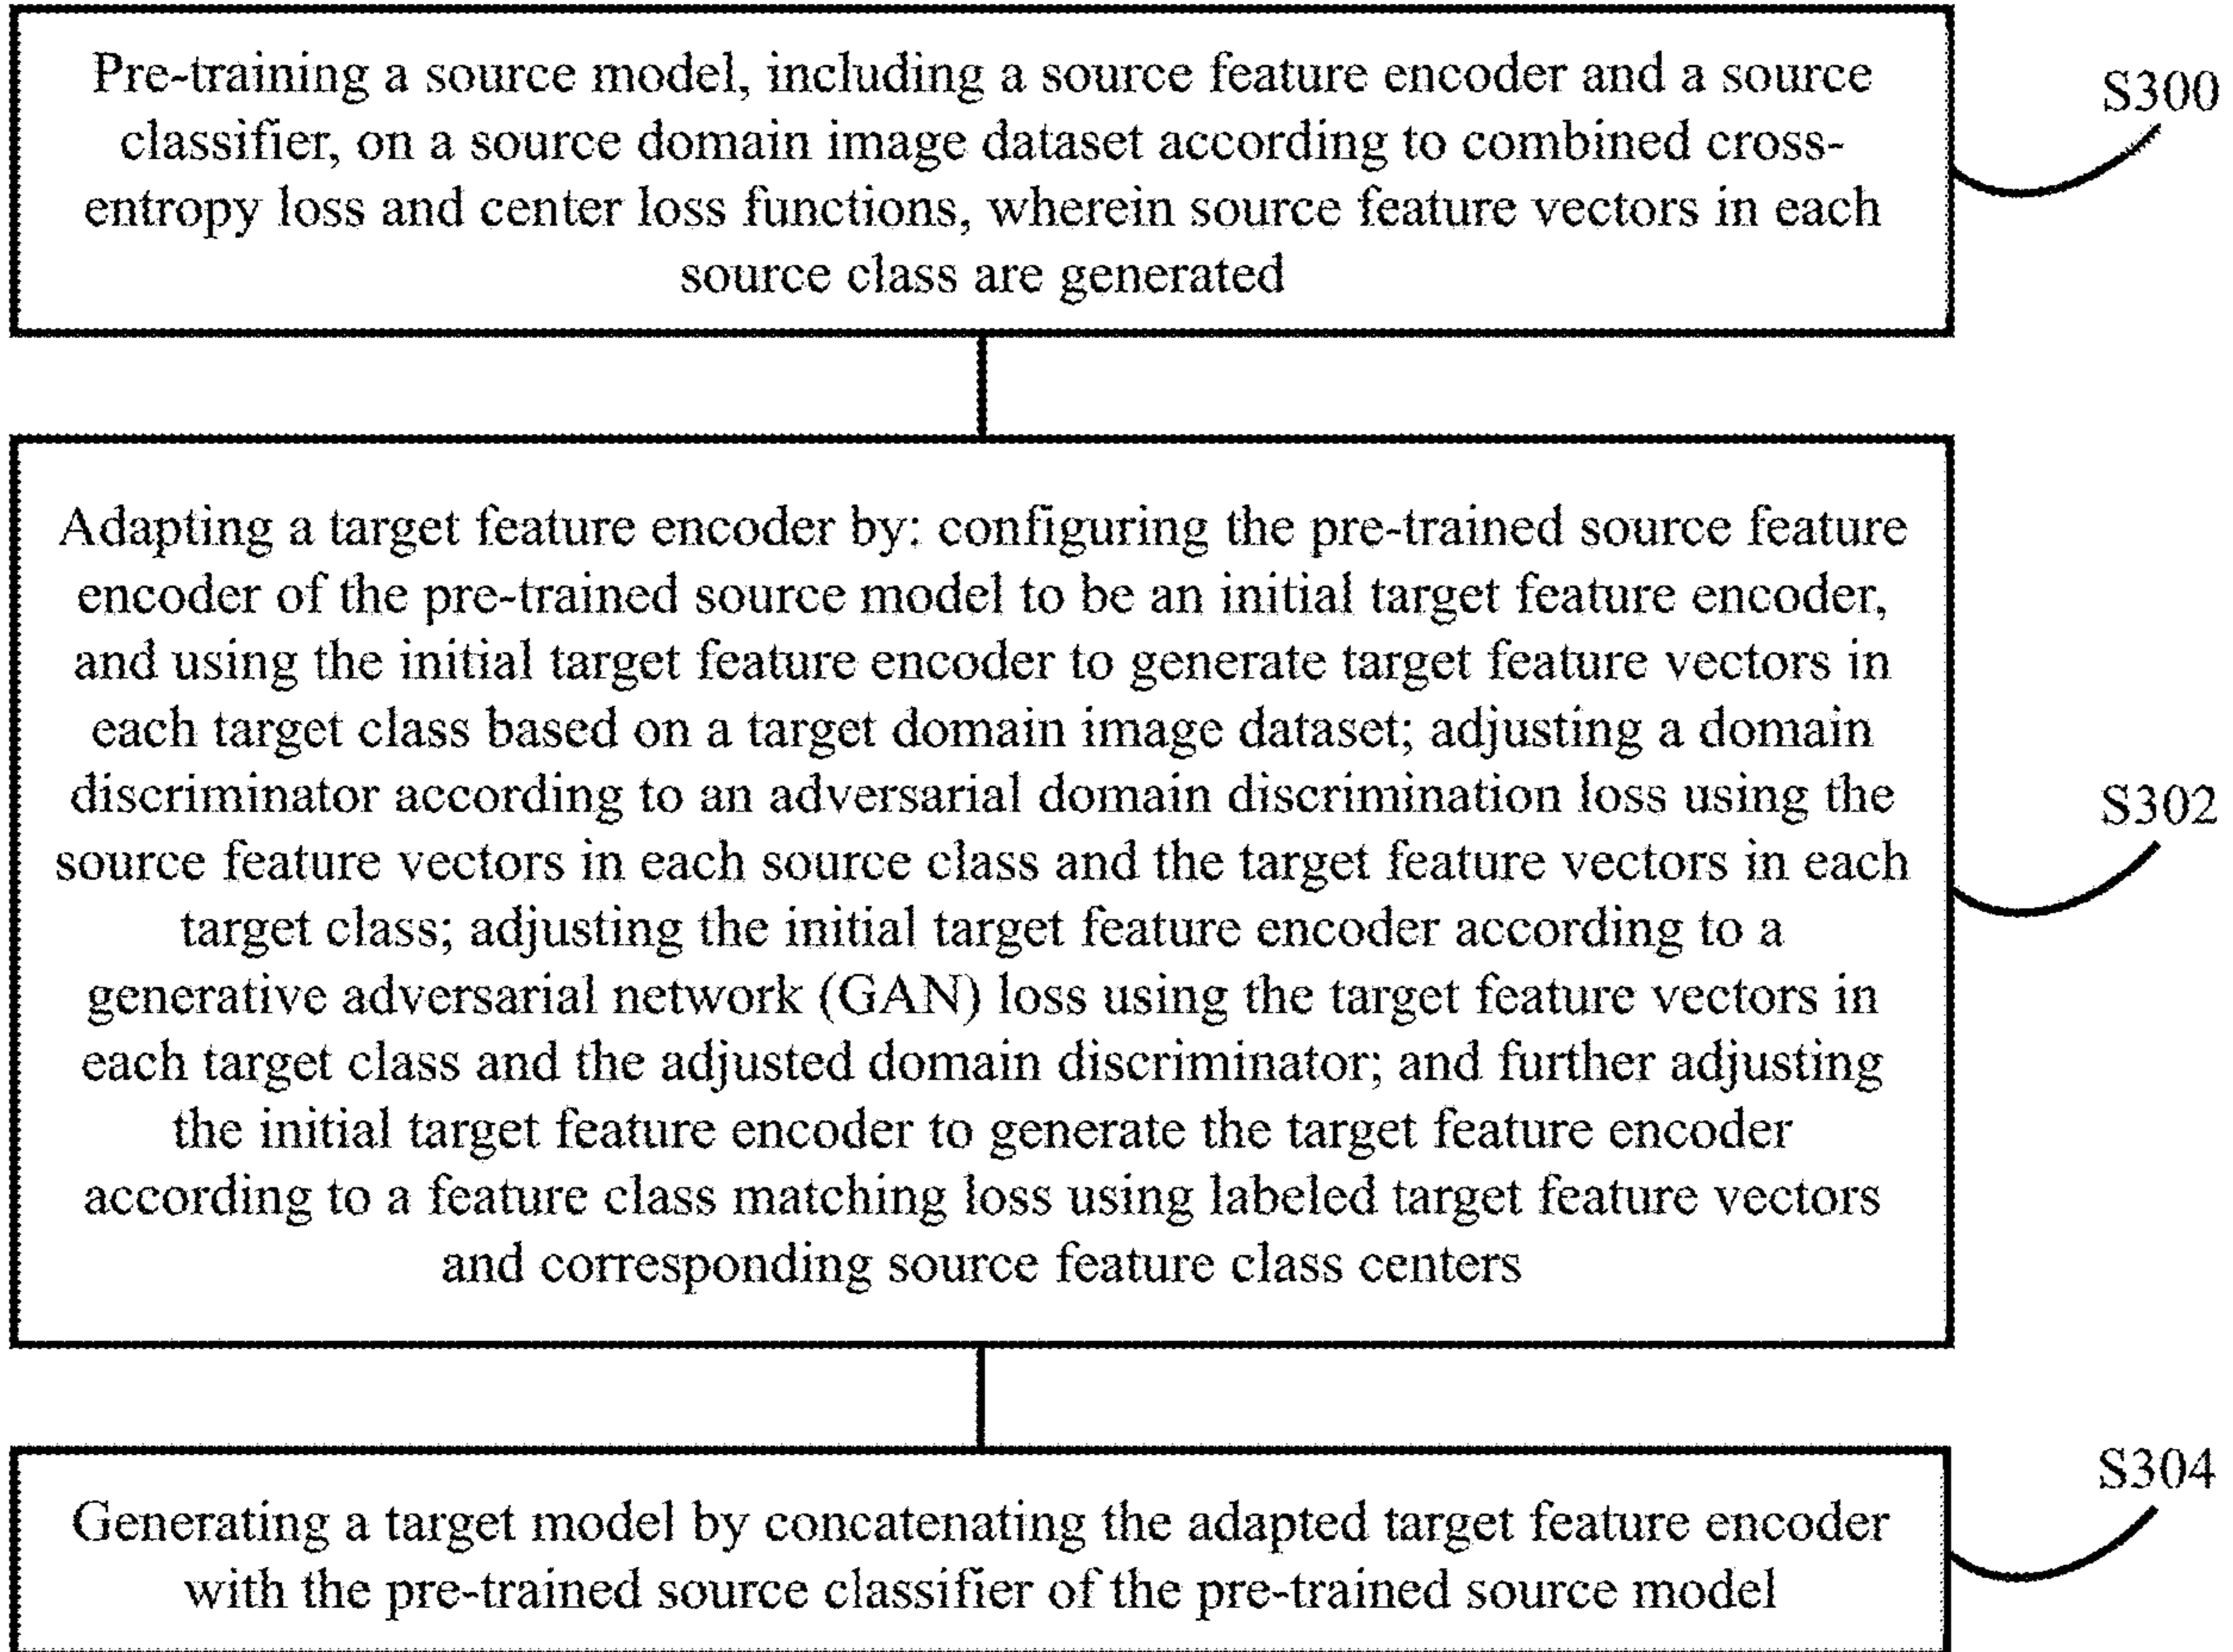 Pre-training a source model, including a source feature encoder and a source
classifier, on a source domain image dataset according to combined cross-
entropy loss and center loss functions, wherein source feature vectors in each
source class are generated
S300
Adapting a target feature encoder by: configuring the pre-trained source feature
encoder of the pre-trained source model to be an initial target feature encoder,
and using the initial target feature encoder to generate target feature vectors in
each target class based on a target domain image dataset; adjusting a domain
discriminator according to an adversarial domain discrimination loss using the
source feature vectors in each source class and the target feature vectors in each
target class; adjusting the initial target feature encoder according to a
generative adversarial network (GAN) loss using the target feature vectors in
each target class and the adjusted domain discriminator; and further adjusting
the initial target feature encoder to generate the target feature encoder
according to a feature class matching loss using labeled target feature vectors
and corresponding source feature class centers
S302
Generating a target model by concatenating the adapted target feature encoder
with the pre-trained source classifier of the pre-trained source model
S304